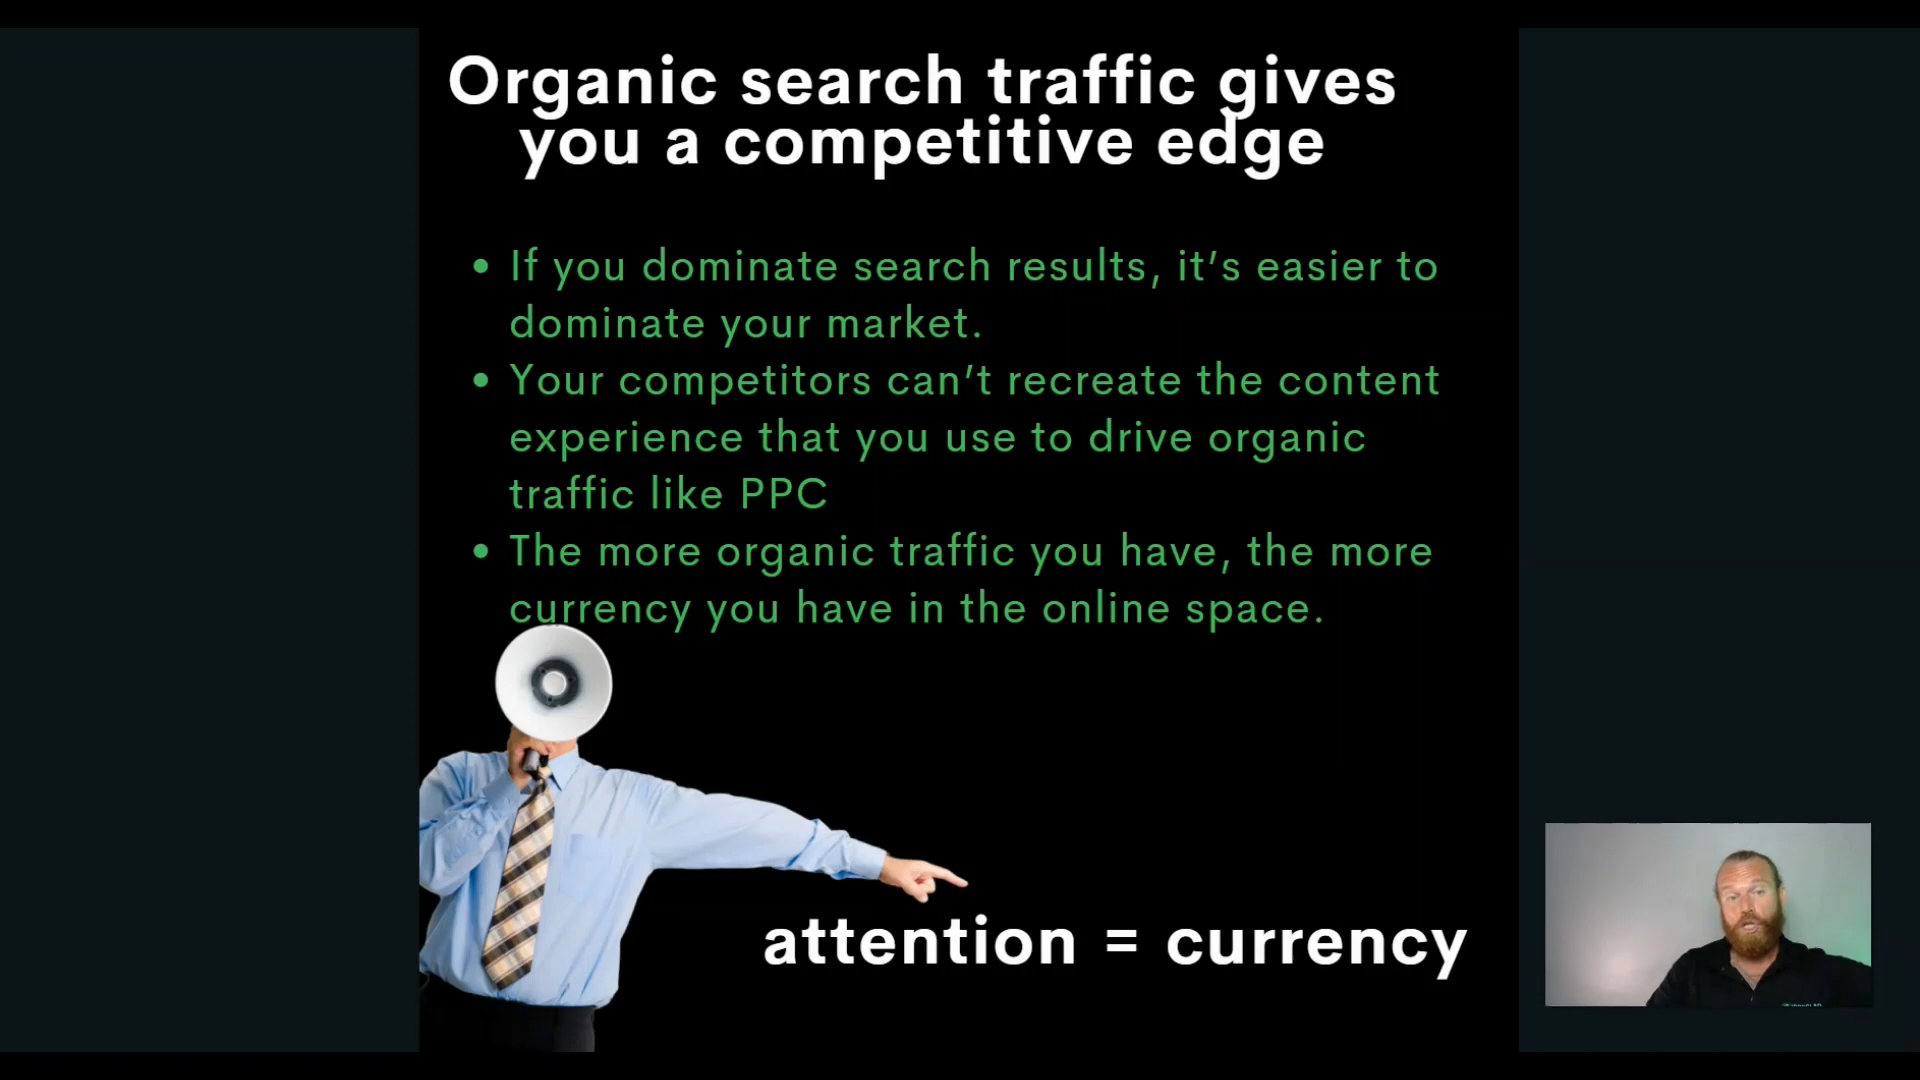 Organic search traffic gives
you a competitive edge
• If you dominate search results, it’s easier to
dominate your market.
• Your competitors can’t recreate the content
experience that you use to drive organic
traffic like PPC
• The more organic traffic you have, the more
currency you have in the online space.
attention = currency